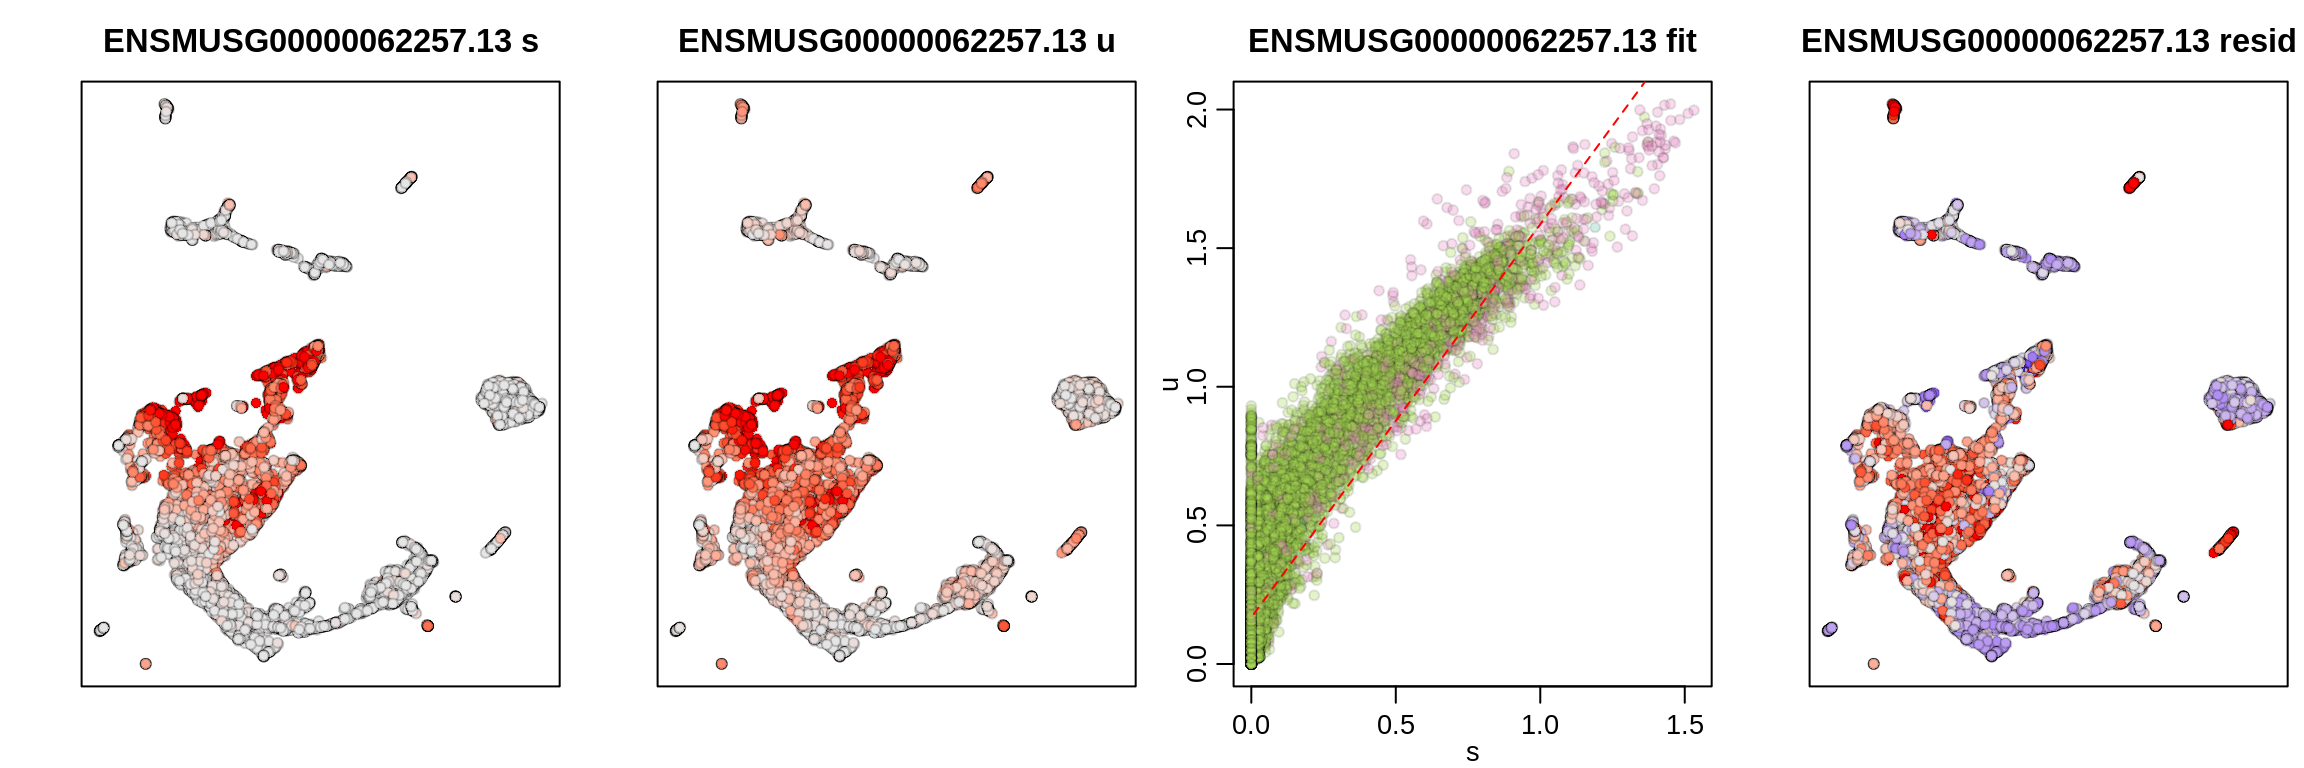 ENSMUSG00000062257.13 s
ENSMUSG00000062257.13 u
ENSMUSG00000062257.13 fit
ENSMUSG00000062257.13 resid
u
2.0
1.5
1.0
0.5
0.0
0.0 0.5 1.0 1.5
s